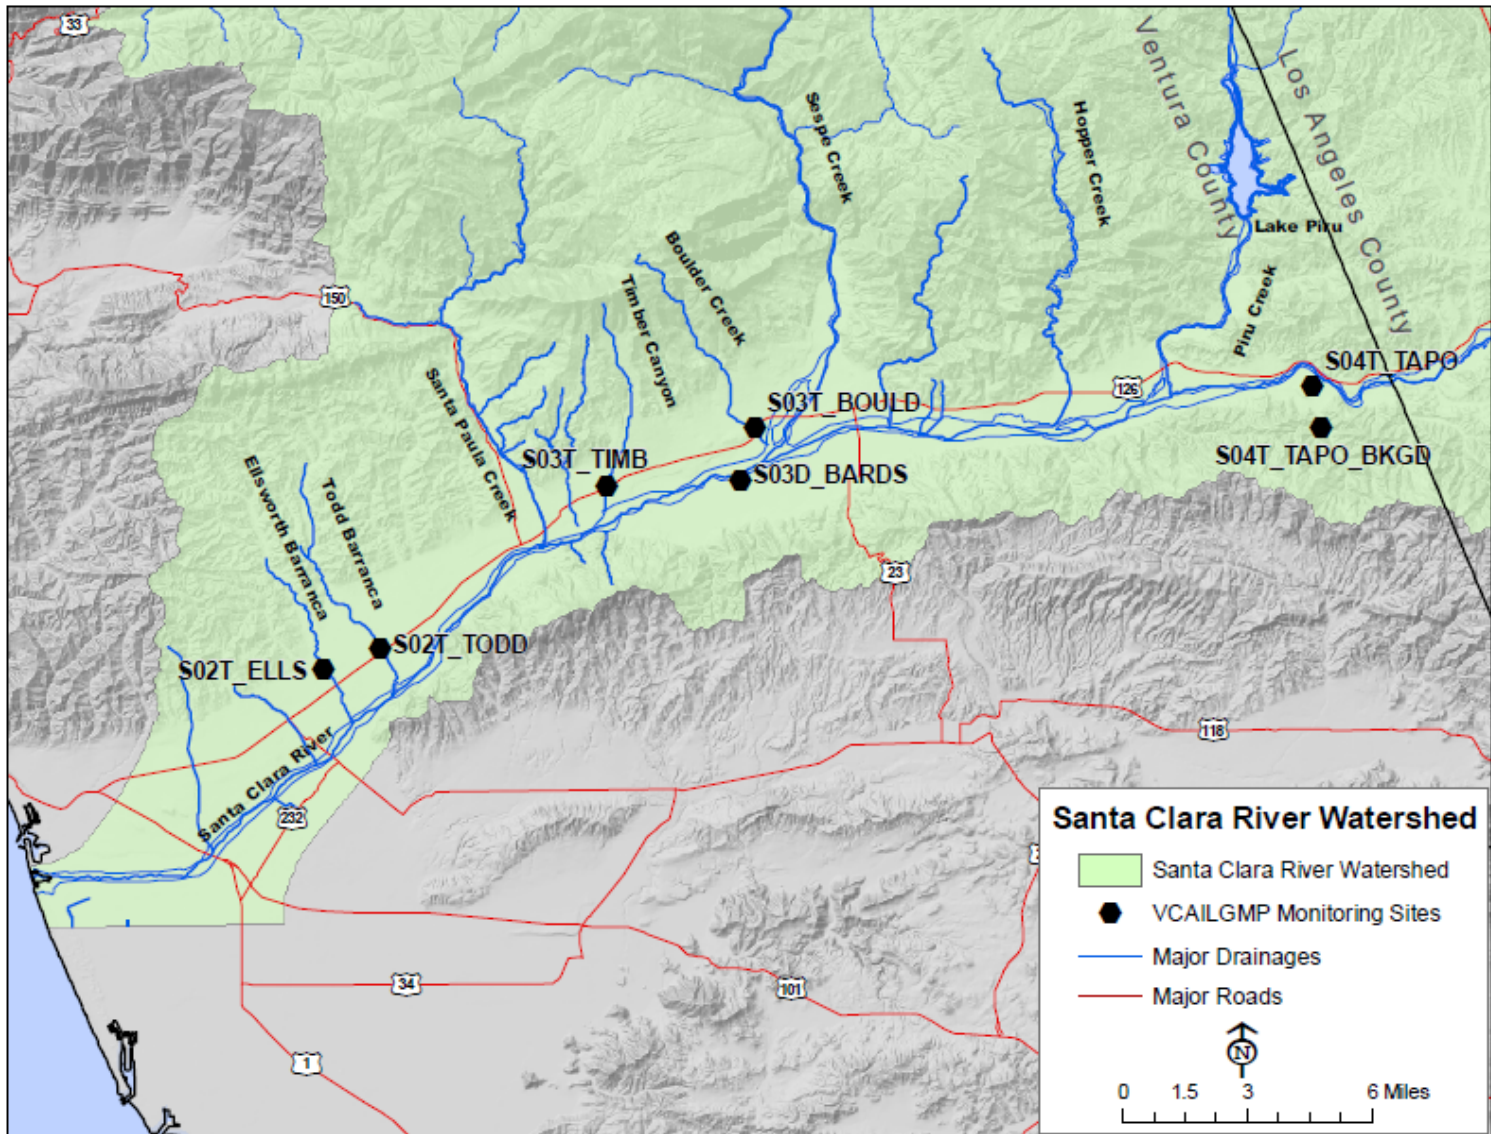 33
Ventura County
Los Angeles County
Sespe Creek
Hopper Creek
Lake Piru
Boulder Creek
Timber Canyon
150
Piru Creek
Santa Paula Creek
126
S04T_TAPO
S03T_BOULD
S04T_TAPO_BKGD
S03T_TIMB
S03D_BARDS
Ellsworth Barranca
Todd Barranca
23
S02T_TODD
S02T_ELLS
118
Santa Clara River
232
34
101
1
Santa Clara River Watershed
Santa Clara River Watershed
VCAILGMP Monitoring Sites
Major Drainages
Major Roads
N
0 1.5 3 6 Miles